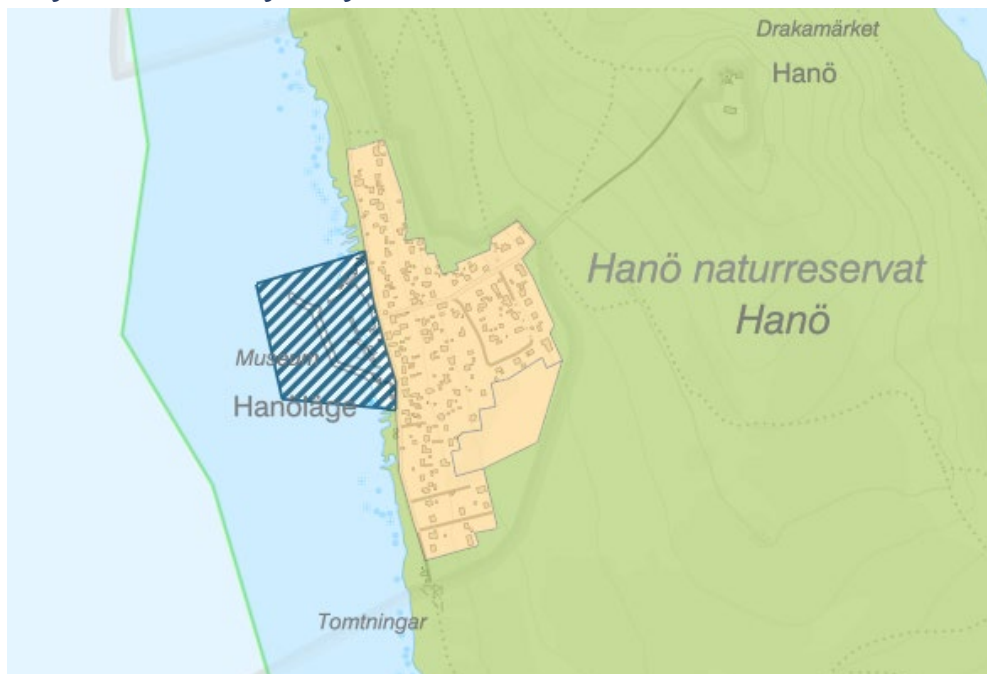 Drakamärket
Hanö
Hanö naturreservat
Hanö
Museum
Hanöläge
Tomtningar